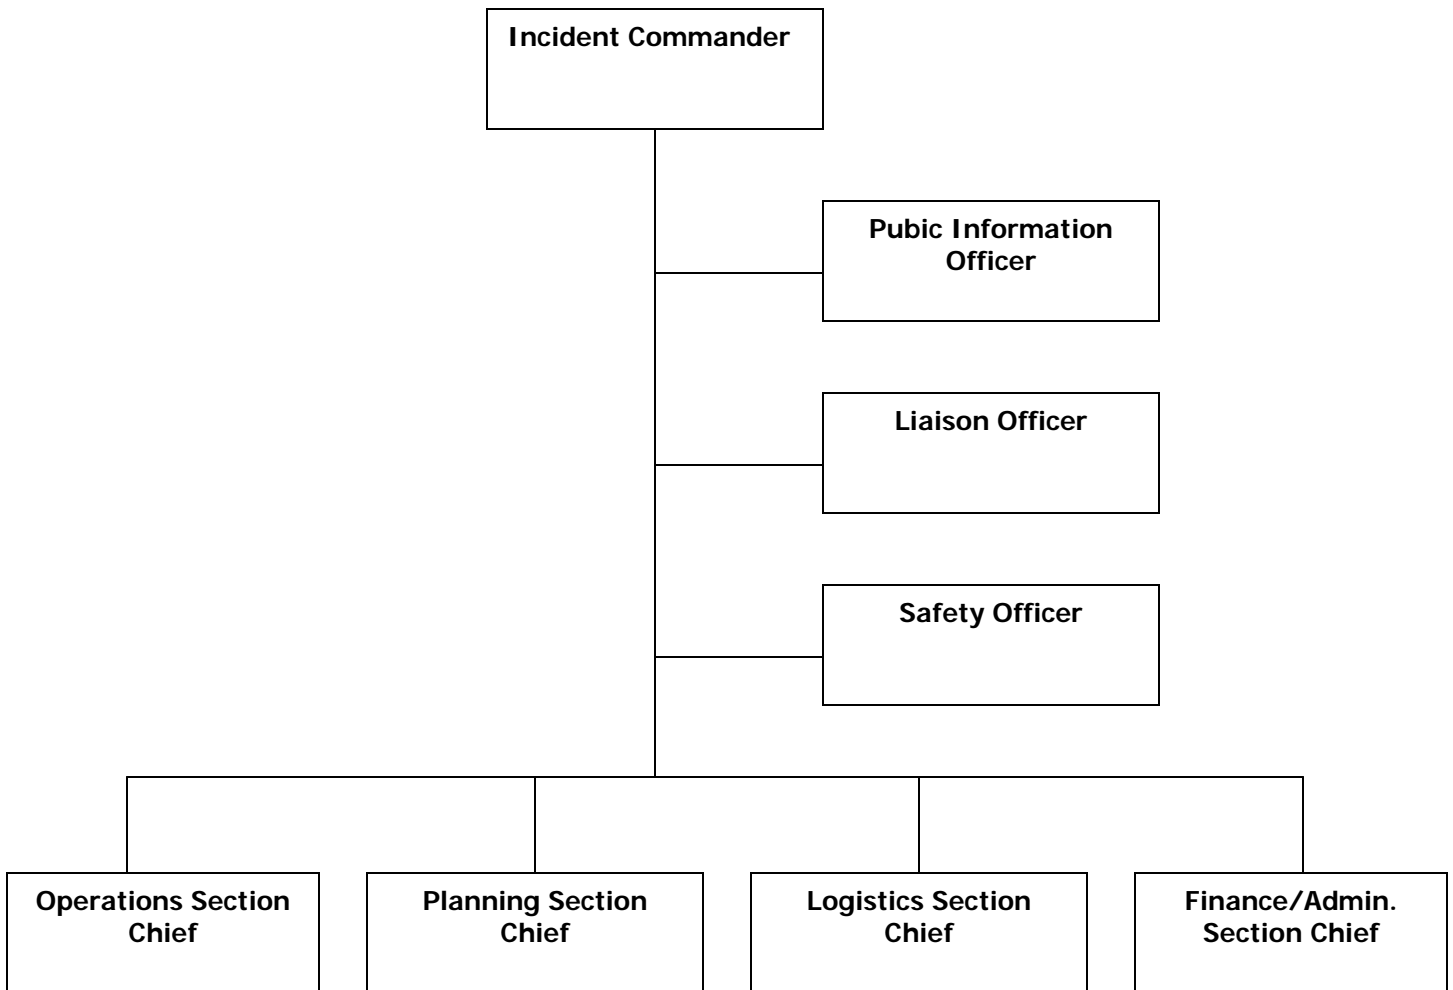 Incident Commander
Pubic Information
Officer
Liaison Officer
Safety Officer
Operations Section
Chief
Planning Section
Chief
Logistics Section
Chief
Finance/Admin.
Section Chief